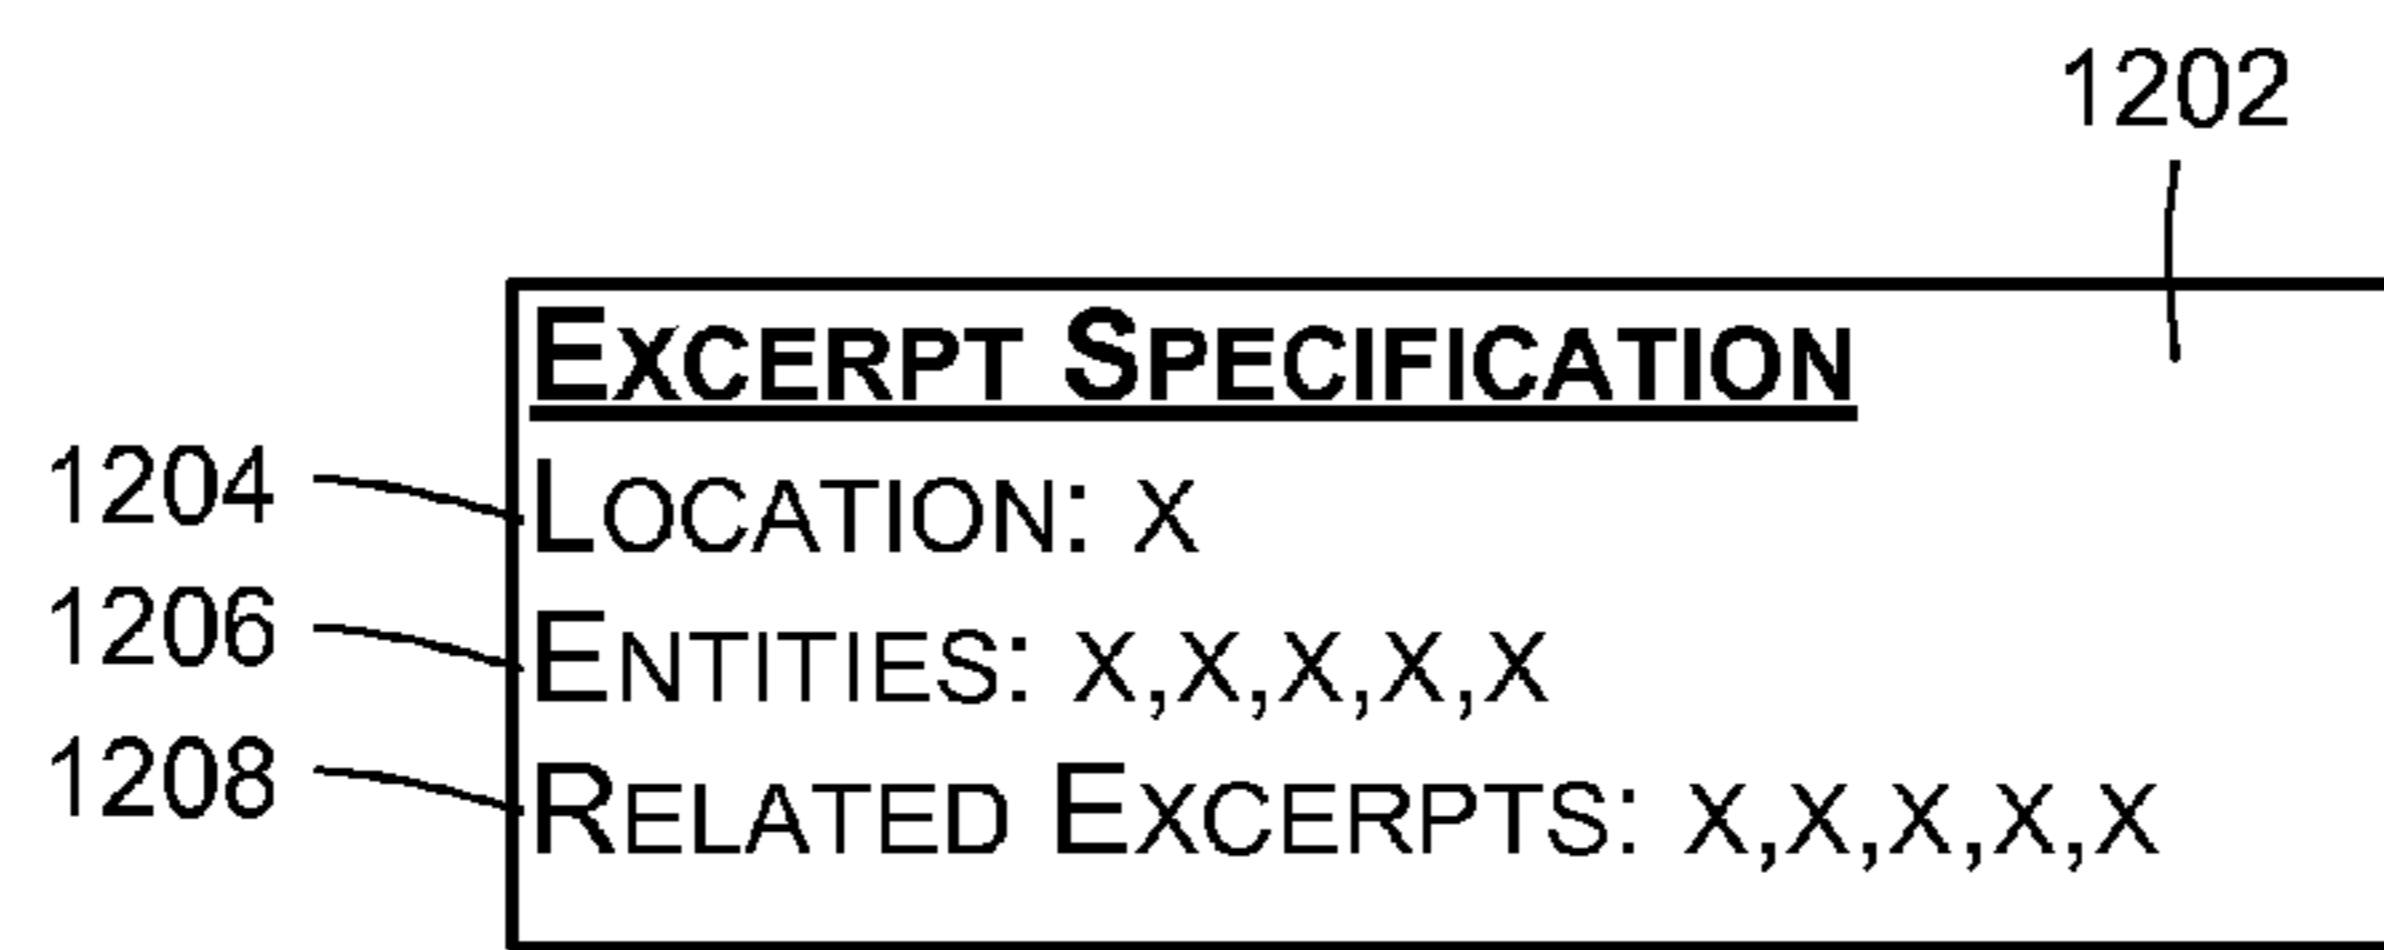 1202
EXCERPT SPECIFICATION
1204 LOCATION: X
1206 ENTITIES: X,X,X,X,X
1208 RELATED EXCERPTS: X,X,X,X,X